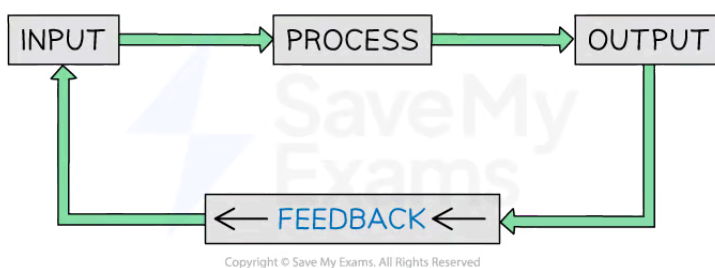 INPUT
PROCESS
OUTPUT
SaveMy
Exams
FEEDBACK
Copyright © Save My Exams. All Rights Reserved